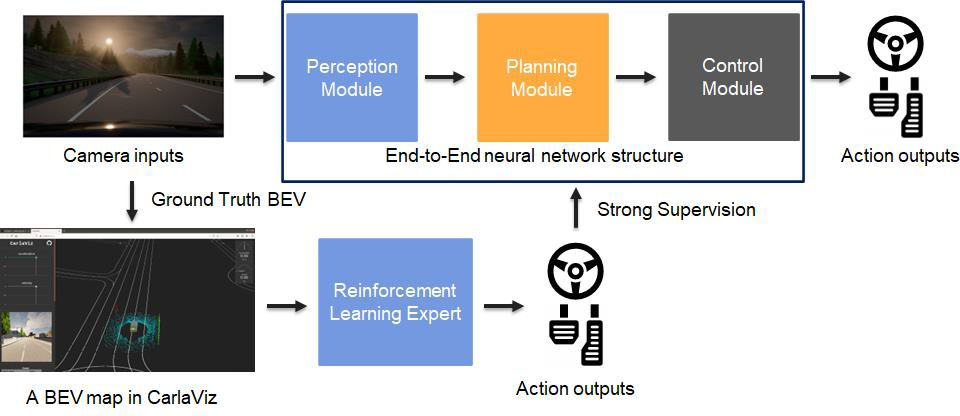 Perception
Module
Planning
Module
Control
Module
Camera inputs
End-to-End neural network structure
Action outputs
Ground Truth BEV
Strong Supervision
CarlaViz
Reinforcement
Learning Expert
A BEV map in CarlaViz
Action outputs